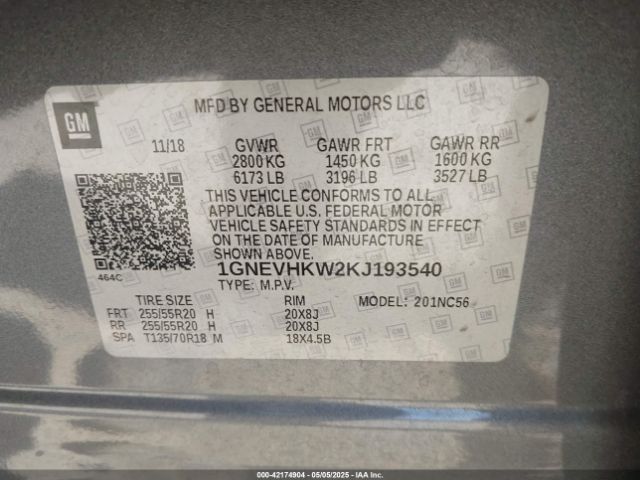 MFD BY GENERAL MOTORS LLC
GM
11/18 GVWR GAWR FRT GAWR RR
2800 KG 1450 KG 1600 KG
6173 LB 3196 LB 3527 LB
THIS VEHICLE CONFORMS TO ALL
APPLICABLE U.S. FEDERAL MOTOR
VEHICLE SAFETY STANDARDS IN EFFECT
ON THE DATE OF MANUFACTURE
SHOWN ABOVE.
464C
1GNEVHKW2KJ193540
TYPE: M.P.V.
TIRE SIZE RIM MODEL: 201NC56
FRT 255/55R20 H 20X8J
RR 255/55R20 H 20X8J
SPA T135/70R18 M 18X4.5B
000-42174904 - 05/05/2025 - IAA Inc.